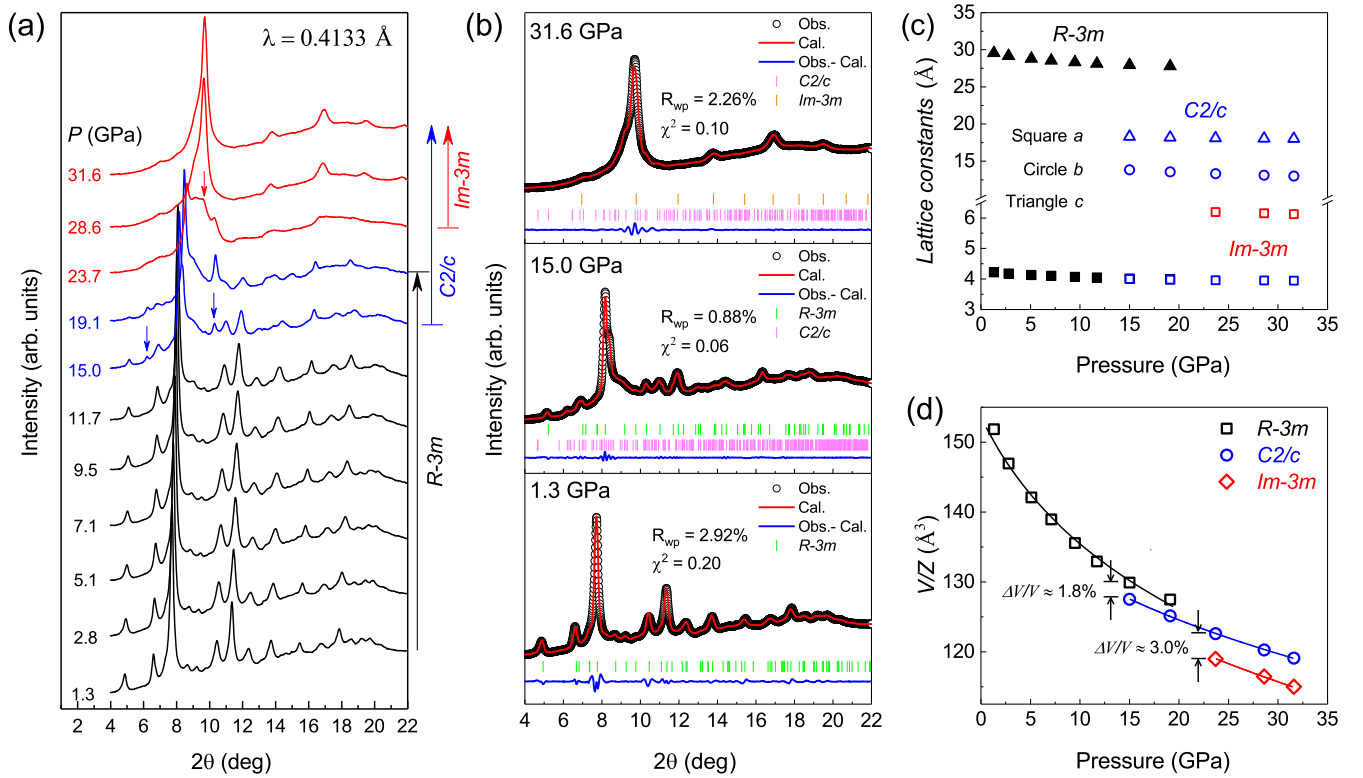 (a)
λ = 0.4133 Å
P (GPa)
31.6
28.6
23.7
19.1
15.0
11.7
9.5
7.1
5.1
2.8
1.3
Im-3m
C2/c
R-3m
Intensity (arb. units)
2 4 6 8 10 12 14 16 18 20 22
2θ (deg)
(b)
31.6 GPa
Obs.
Cal.
Obs.- Cal.
C2/c
Im-3m
Rwp = 2.26%
χ² = 0.10
15.0 GPa
Obs.
Cal.
Obs.- Cal.
R-3m
C2/c
Rwp = 0.88%
χ² = 0.06
1.3 GPa
Obs.
Cal.
Obs.- Cal.
R-3m
Rwp = 2.92%
χ² = 0.20
Intensity (arb. units)
4 6 8 10 12 14 16 18 20 22
2θ (deg)
(c)
35
30
25
20
15
6
5
4
3
Lattice constants (Å)
R-3m
C2/c
Square a
Circle b
Triangle c
Im-3m
0 5 10 15 20 25 30 35
Pressure (GPa)
(d)
150
140
130
120
V/Z (Å³)
R-3m
C2/c
Im-3m
ΔV/V ≈ 1.8%
ΔV/V ≈ 3.0%
0 5 10 15 20 25 30 35
Pressure (GPa)